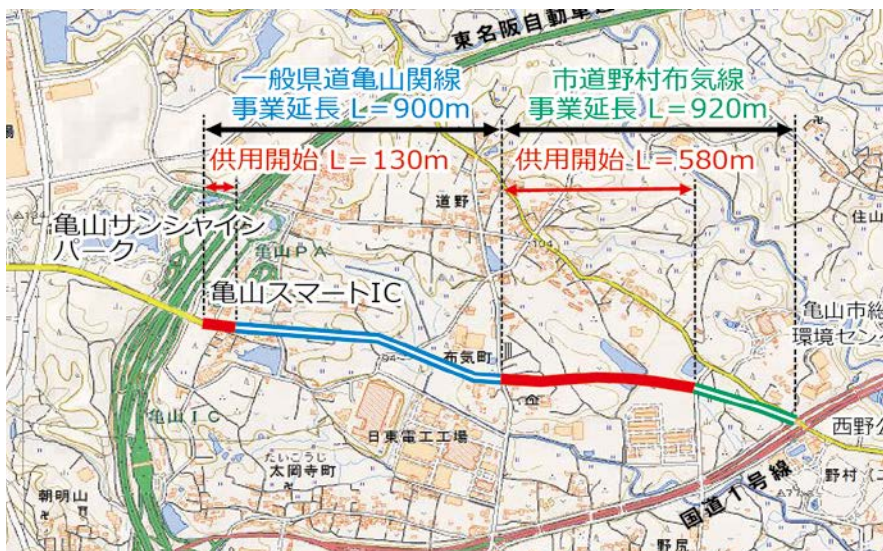 東名阪自動車道
一般県道亀山関線
事業延長 L=900m
市道野村布気線
事業延長 L=920m
供用開始 L=130m
供用開始 L=580m
道野
住山
亀山サンシャイン
パーク
亀山PA
亀山スマートIC
104
亀山市総
環境センタ
布気町
亀山IC
日東電工工場
たいこうじ
太岡寺町
西野公
朝明山
国道1号線
野村
野尻